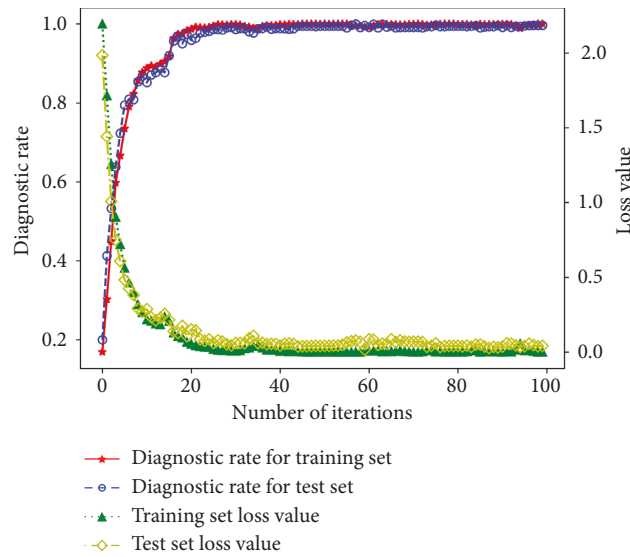 1.0
0.8
0.6
0.4
0.2
Diagnostic rate
2.0
1.5
1.0
0.5
0.0
Loss value
0 20 40 60 80 100
Number of iterations
Diagnostic rate for training set
Diagnostic rate for test set
Training set loss value
Test set loss value